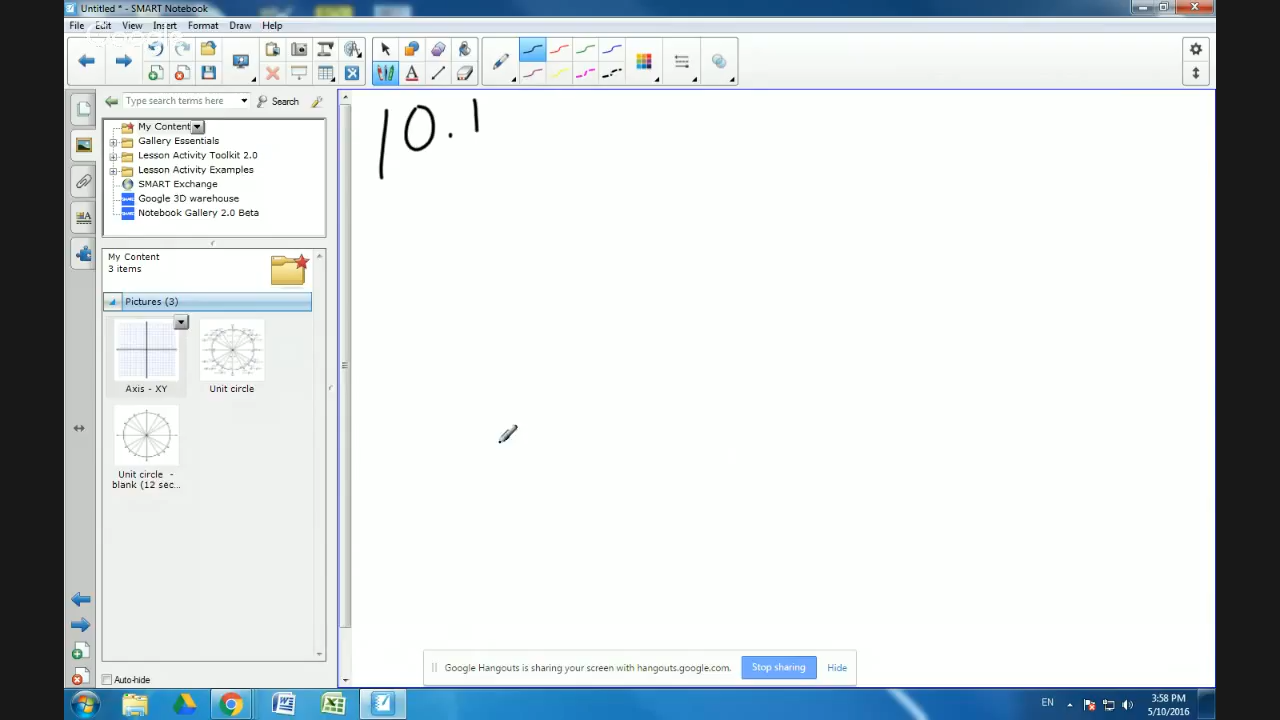 Untitled * - SMART Notebook
File Edit View Insert Format Draw Help
Type search terms here Search
My Content
Gallery Essentials
Lesson Activity Toolkit 2.0
Lesson Activity Examples
SMART Exchange
Google 3D warehouse
Notebook Gallery 2.0 Beta
My Content
3 items
Pictures (3)
Axis - XY Unit circle
Unit circle -
blank (12 sec...
Auto-hide
10.1
Google Hangouts is sharing your screen with hangouts.google.com. Stop sharing Hide
EN 3:58 PM
5/10/2016